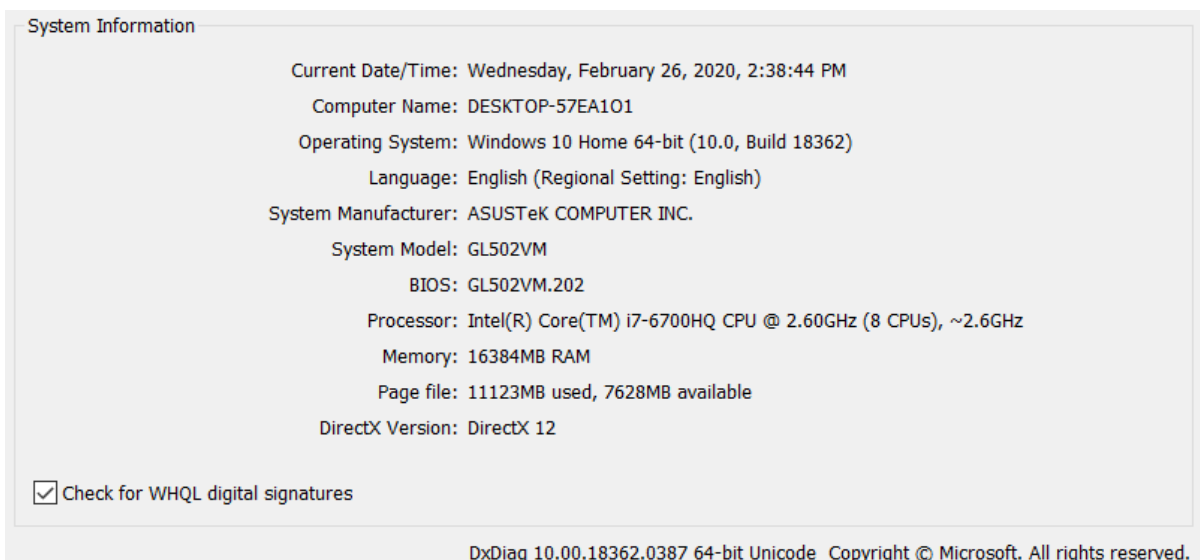 System Information
Current Date/Time: Wednesday, February 26, 2020, 2:38:44 PM
Computer Name: DESKTOP-57EA1O1
Operating System: Windows 10 Home 64-bit (10.0, Build 18362)
Language: English (Regional Setting: English)
System Manufacturer: ASUSTeK COMPUTER INC.
System Model: GL502VM
BIOS: GL502VM.202
Processor: Intel(R) Core(TM) i7-6700HQ CPU @ 2.60GHz (8 CPUs), ~2.6GHz
Memory: 16384MB RAM
Page file: 11123MB used, 7628MB available
DirectX Version: DirectX 12
Check for WHQL digital signatures
DxDiag 10.00.18362.0387 64-bit Unicode Copyright © Microsoft. All rights reserved.